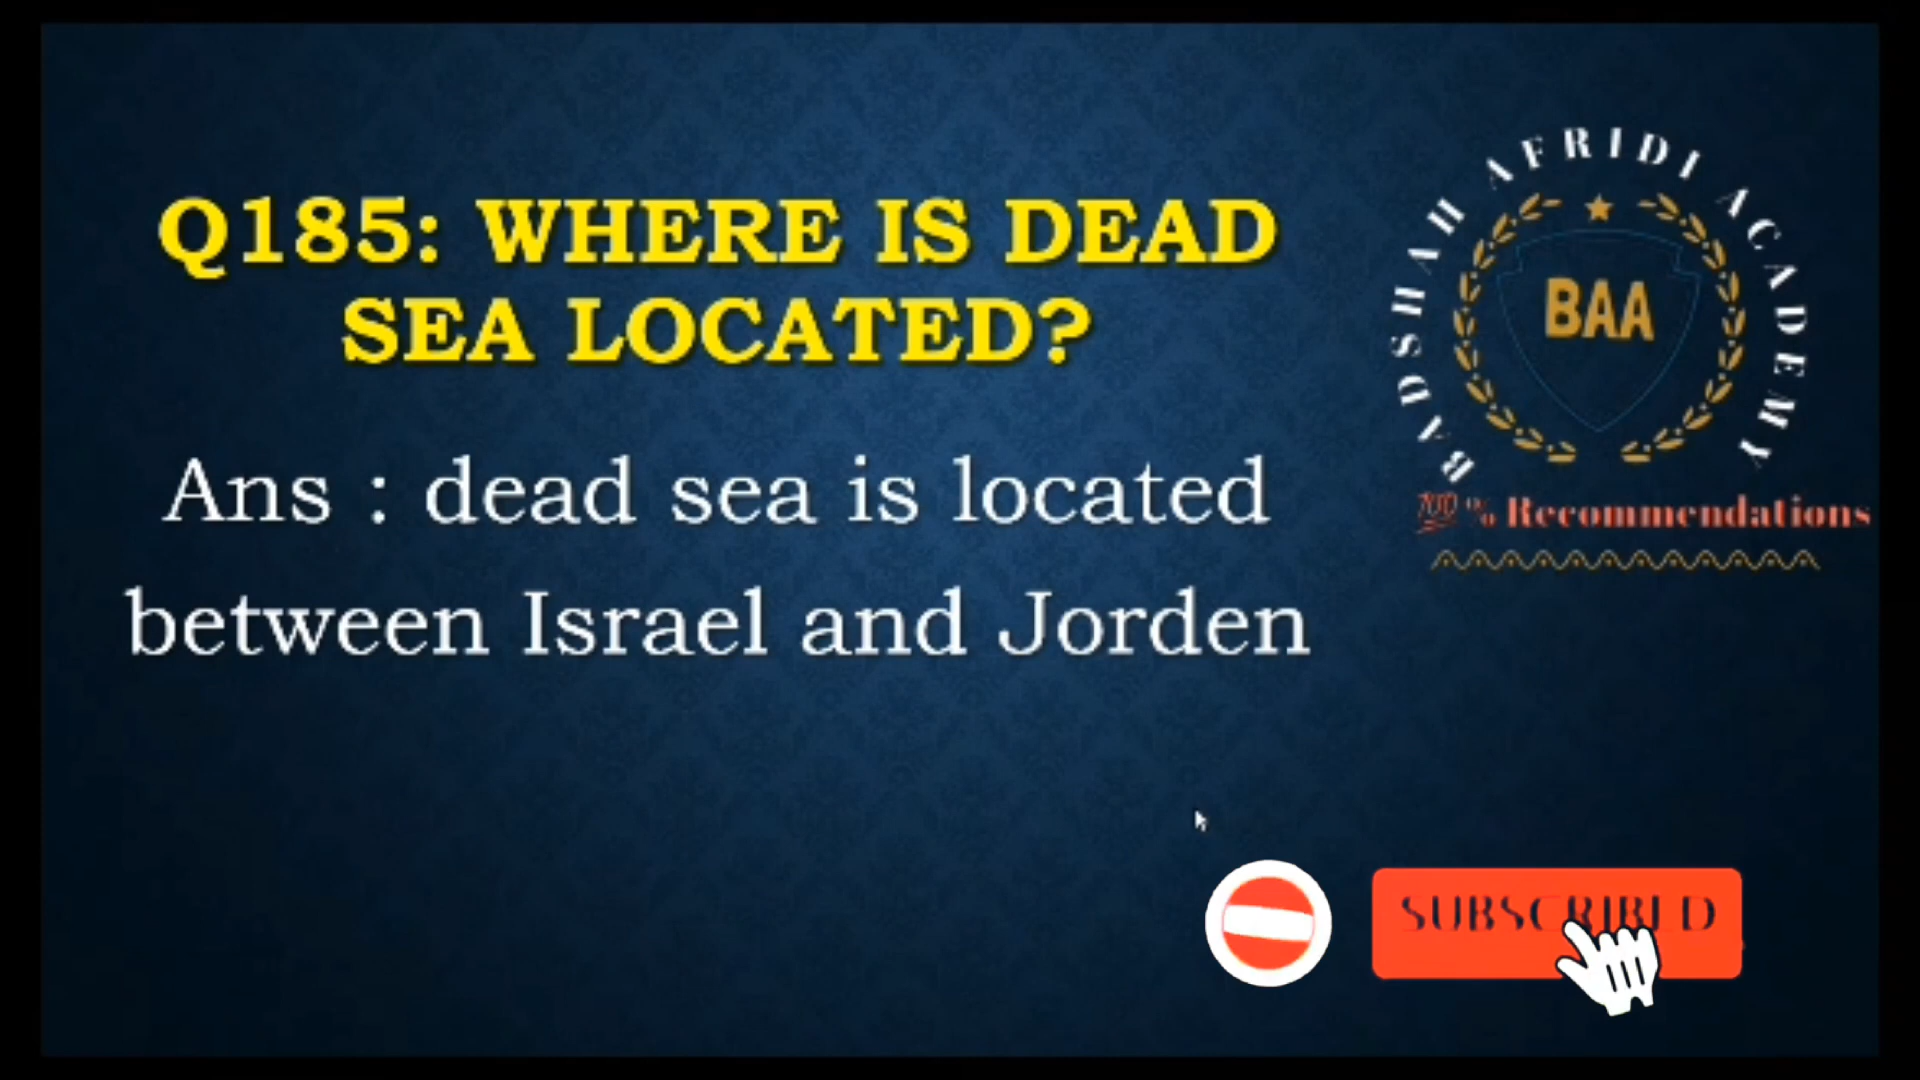 Q185: WHERE IS DEAD
SEA LOCATED?
Ans : dead sea is located
between Israel and Jorden
BADSHAH AFRIDI ACADEMY
BAA
💯 % Recommendations
SUBSCRIBED